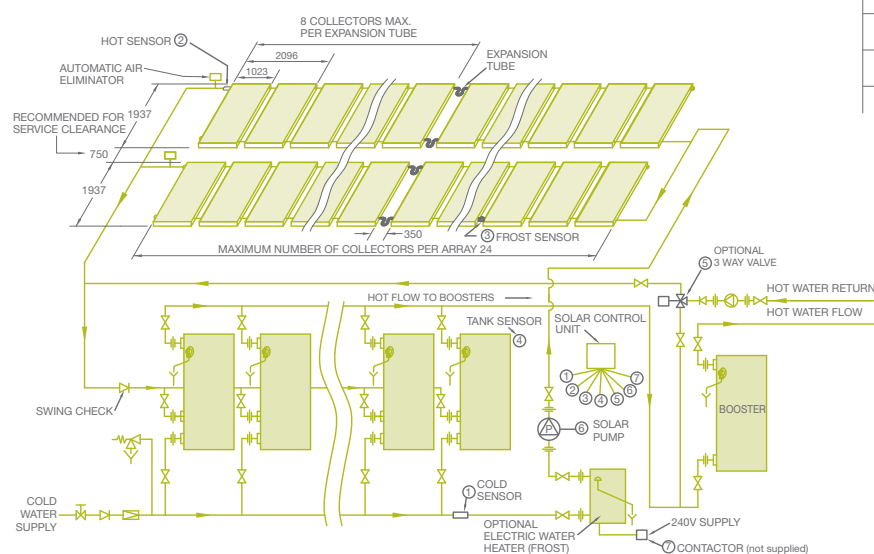 8 COLLECTORS MAX.
PER EXPANSION TUBE
HOT SENSOR 2
2096
EXPANSION
TUBE
AUTOMATIC AIR
ELIMINATOR
1023
1937
RECOMMENDED FOR
SERVICE CLEARANCE
750
1937
350
3 FROST SENSOR
MAXIMUM NUMBER OF COLLECTORS PER ARRAY 24
OPTIONAL
5 3 WAY VALVE
HOT WATER RETURN
HOT FLOW TO BOOSTERS
HOT WATER FLOW
TANK SENSOR
4
SOLAR CONTROL
UNIT
1
2
3
4
5
6
7
SWING CHECK
BOOSTER
P
6 SOLAR
PUMP
1 COLD
SENSOR
COLD
WATER
SUPPLY
OPTIONAL
ELECTRIC WATER
HEATER (FROST)
240V SUPPLY
7 CONTACTOR (not supplied)